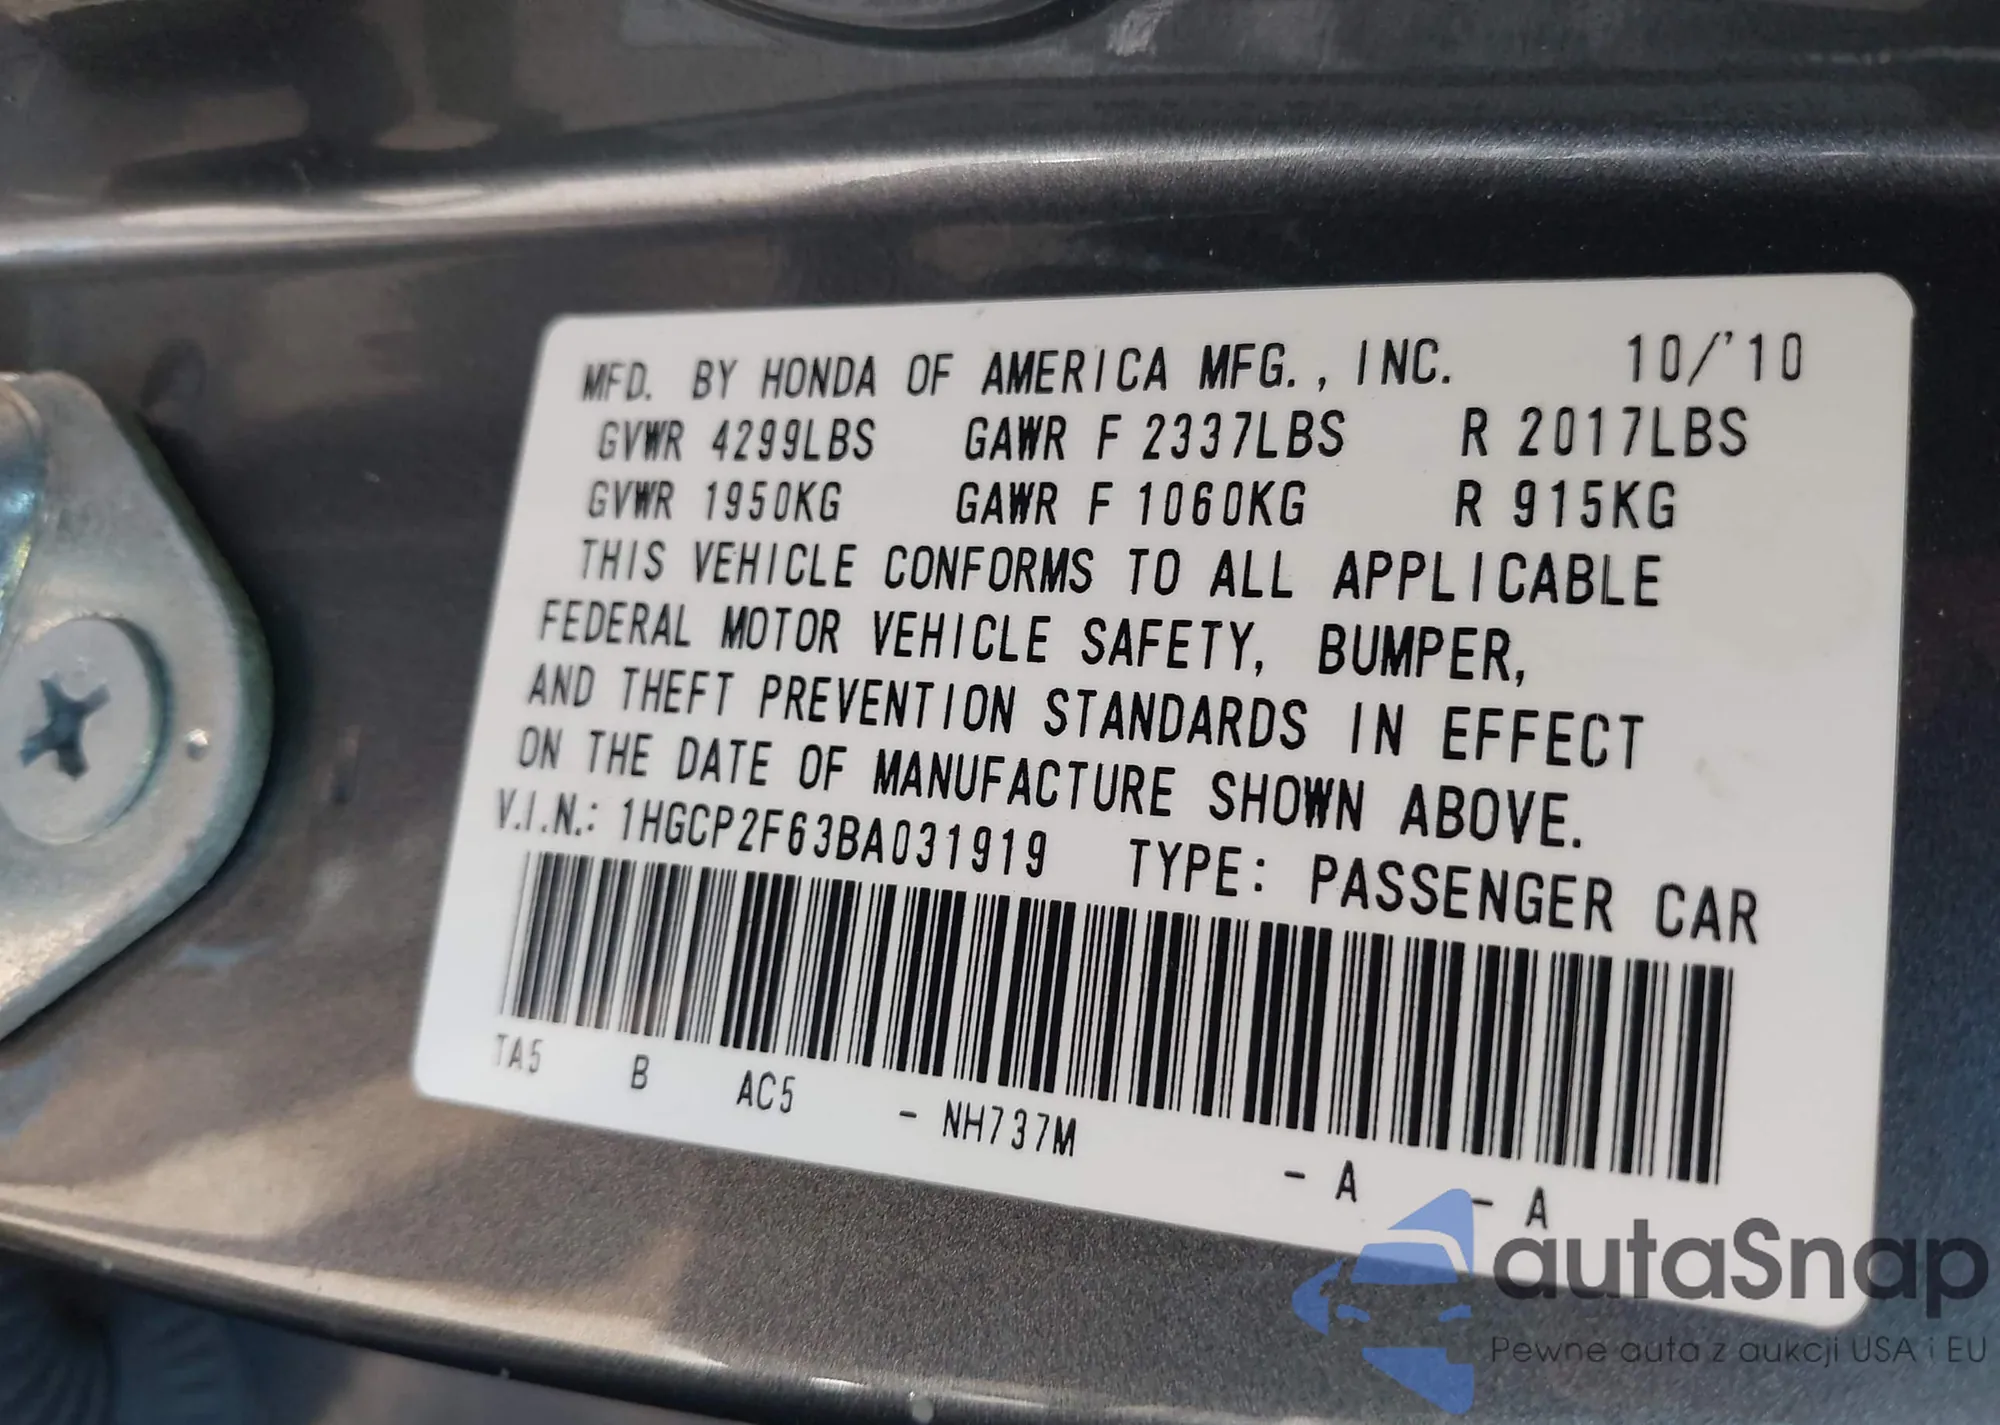 MFD. BY HONDA OF AMERICA MFG., INC. 10/'10
GVWR 4299LBS GAWR F 2337LBS R 2017LBS
GVWR 1950KG GAWR F 1060KG R 915KG
THIS VEHICLE CONFORMS TO ALL APPLICABLE
FEDERAL MOTOR VEHICLE SAFETY, BUMPER,
AND THEFT PREVENTION STANDARDS IN EFFECT
ON THE DATE OF MANUFACTURE SHOWN ABOVE.
V.I.N.: 1HGCP2F63BA031919 TYPE: PASSENGER CAR
TA5 B AC5 - NH737M - A - A
autaSnap
Pewne auta z aukcji USA i EU